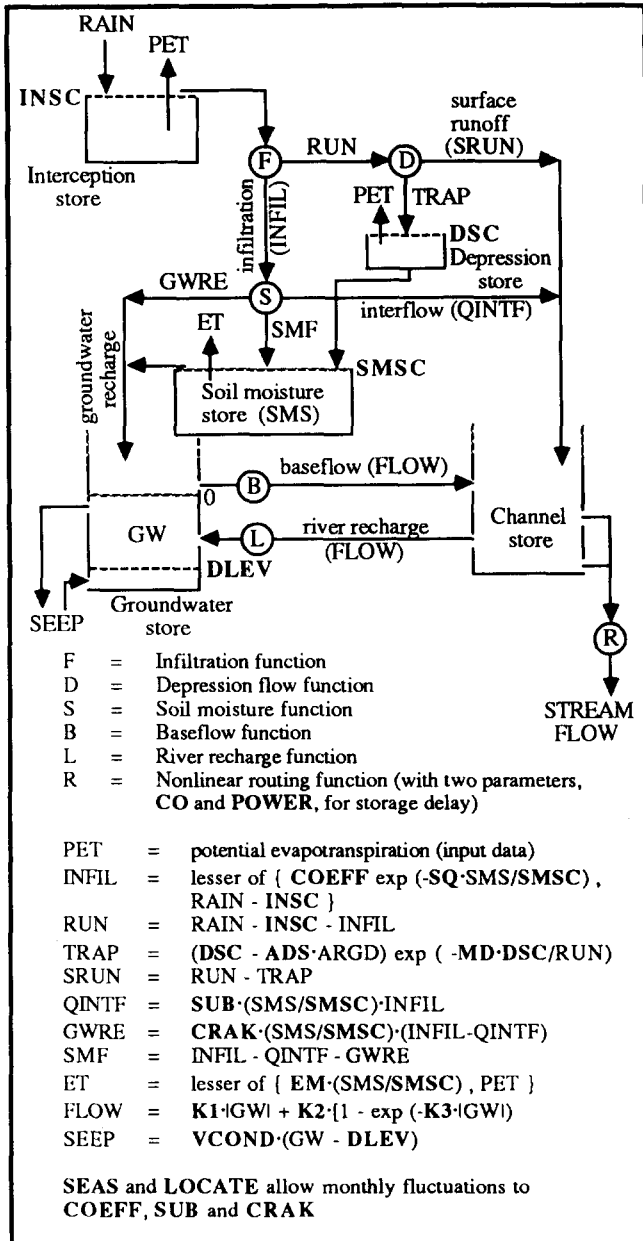 RAIN
PET
INSC
Interception
store
F
RUN
D
surface
runoff
(SRUN)
infiltration
(INFIL)
PET
TRAP
DSC
Depression
store
GWRE
S
interflow (QINTF)
groundwater
recharge
ET
SMF
SMSC
Soil moisture
store (SMS)
baseflow (FLOW)
0
B
GW
L
river recharge
(FLOW)
Channel
store
DLEV
SEEP
Groundwater
store
R
STREAM
FLOW
F = Infiltration function
D = Depression flow function
S = Soil moisture function
B = Baseflow function
L = River recharge function
R = Nonlinear routing function (with two parameters,
CO and POWER, for storage delay)
PET = potential evapotranspiration (input data)
INFIL = lesser of { COEFF exp (-SQ·SMS/SMSC) ,
RAIN - INSC }
RUN = RAIN - INSC - INFIL
TRAP = (DSC - ADS·ARGD) exp ( -MD·DSC/RUN)
SRUN = RUN - TRAP
QINTF = SUB·(SMS/SMSC)·INFIL
GWRE = CRAK·(SMS/SMSC)·(INFIL-QINTF)
SMF = INFIL - QINTF - GWRE
ET = lesser of { EM·(SMS/SMSC) , PET }
FLOW = K1·|GW| + K2·{1 - exp (-K3·|GW|)
SEEP = VCOND·(GW - DLEV)
SEAS and LOCATE allow monthly fluctuations to
COEFF, SUB and CRAK